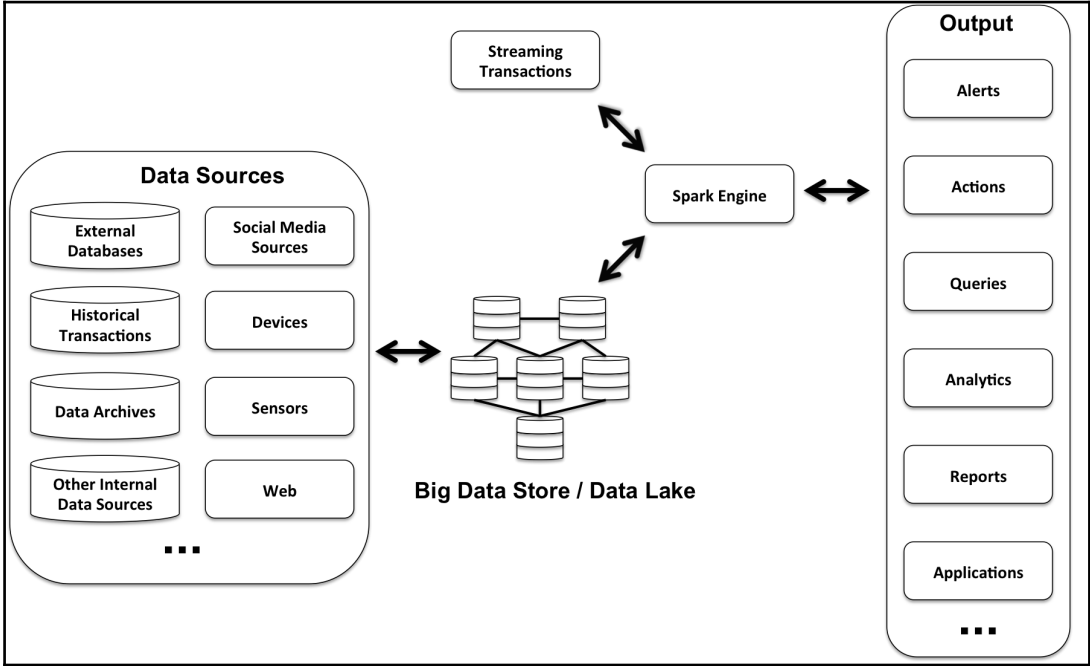 Data Sources
External
Databases
Social Media
Sources
Historical
Transactions
Devices
Data Archives
Sensors
Other Internal
Data Sources
Web
...
Streaming
Transactions
Spark Engine
Big Data Store / Data Lake
Output
Alerts
Actions
Queries
Analytics
Reports
Applications
...